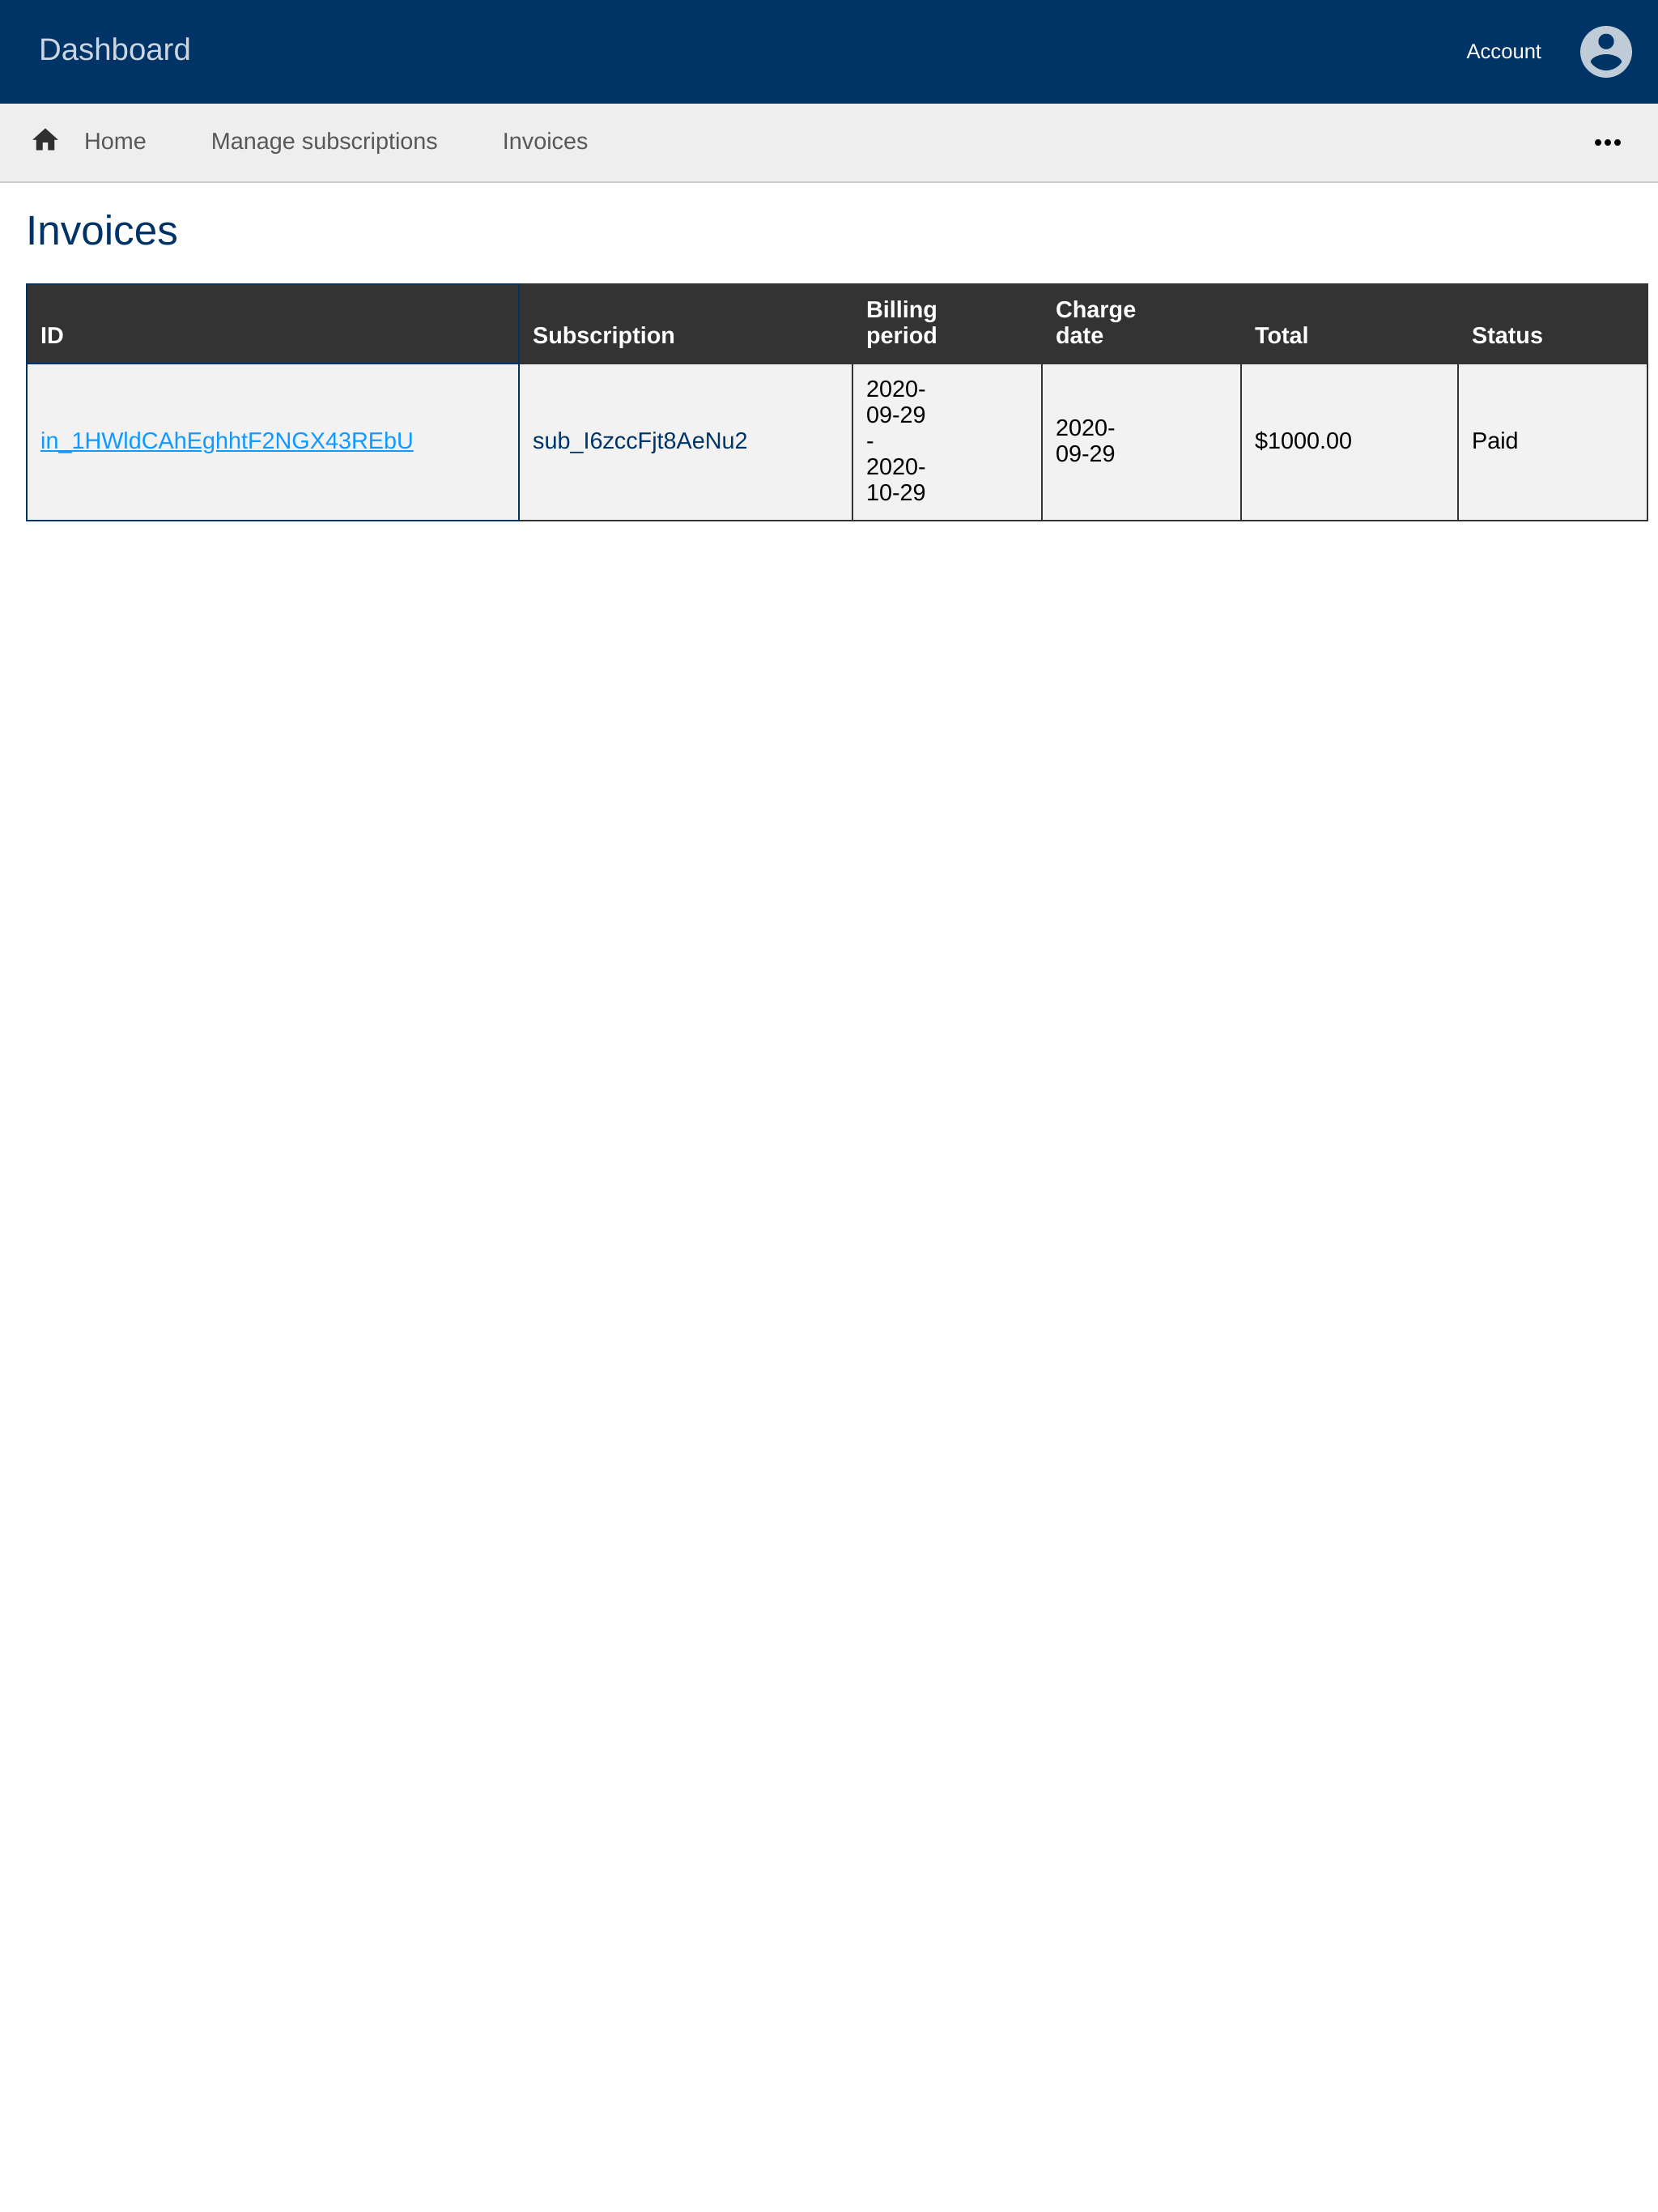 Dashboard
Account
Home Manage subscriptions Invoices
Invoices
ID Subscription Billing period Charge date Total Status
in_1HWldCAhEghhtF2NGX43REbU sub_I6zccFjt8AeNu2 2020-09-29 - 2020-10-29 2020-09-29 $1000.00 Paid